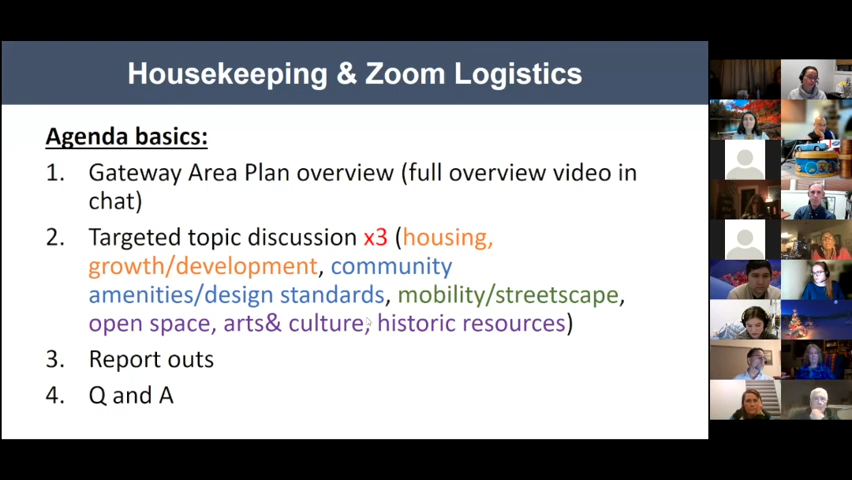 Housekeeping & Zoom Logistics
Agenda basics:
1. Gateway Area Plan overview (full overview video in
chat)
2. Targeted topic discussion x3 (housing,
growth/development, community
amenities/design standards, mobility/streetscape,
open space, arts& culture, historic resources)
3. Report outs
4. Q and A